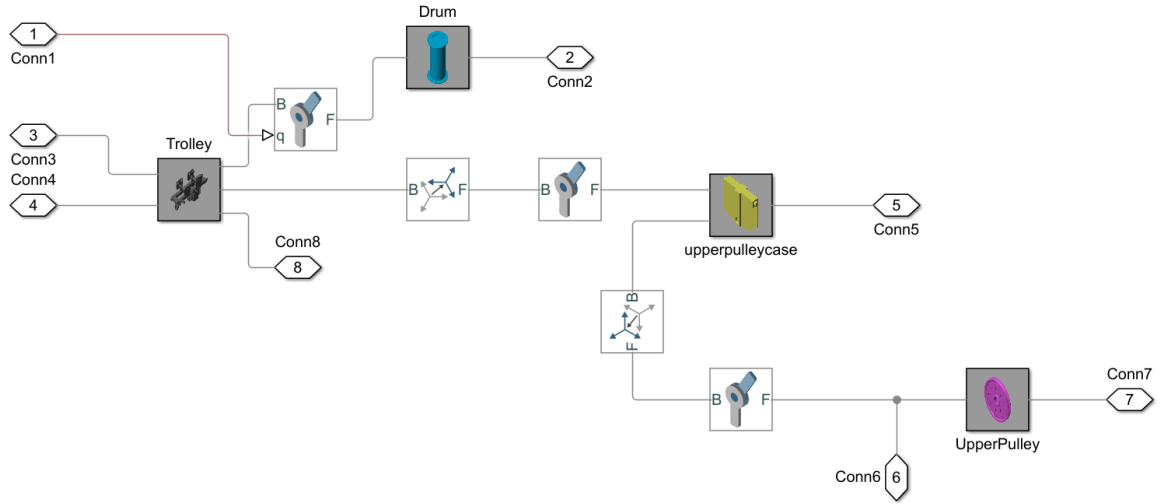 Drum
1
Conn1
2
Conn2
B
q
F
3
Conn3
Trolley
Conn4
4
B
F
B
F
5
Conn5
upperpulleycase
Conn8
8
B
F
B
F
Conn7
7
UpperPulley
Conn6
6